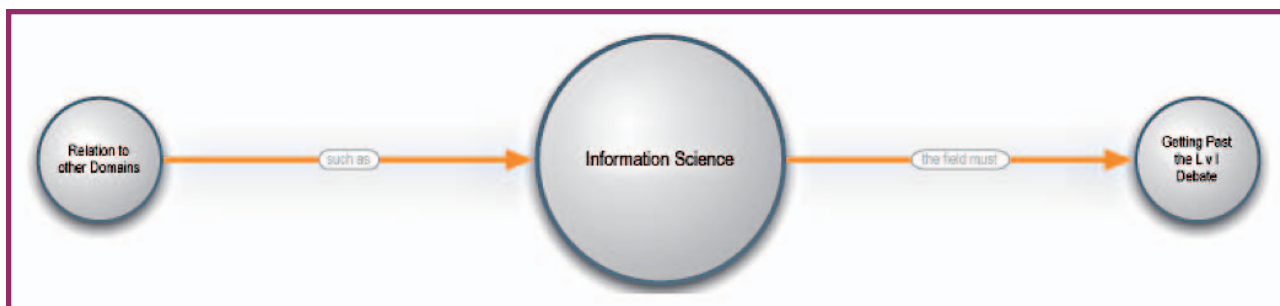 Relation to
other Domains
such as
Information Science
the field must
Getting Past
the L v I
Debate